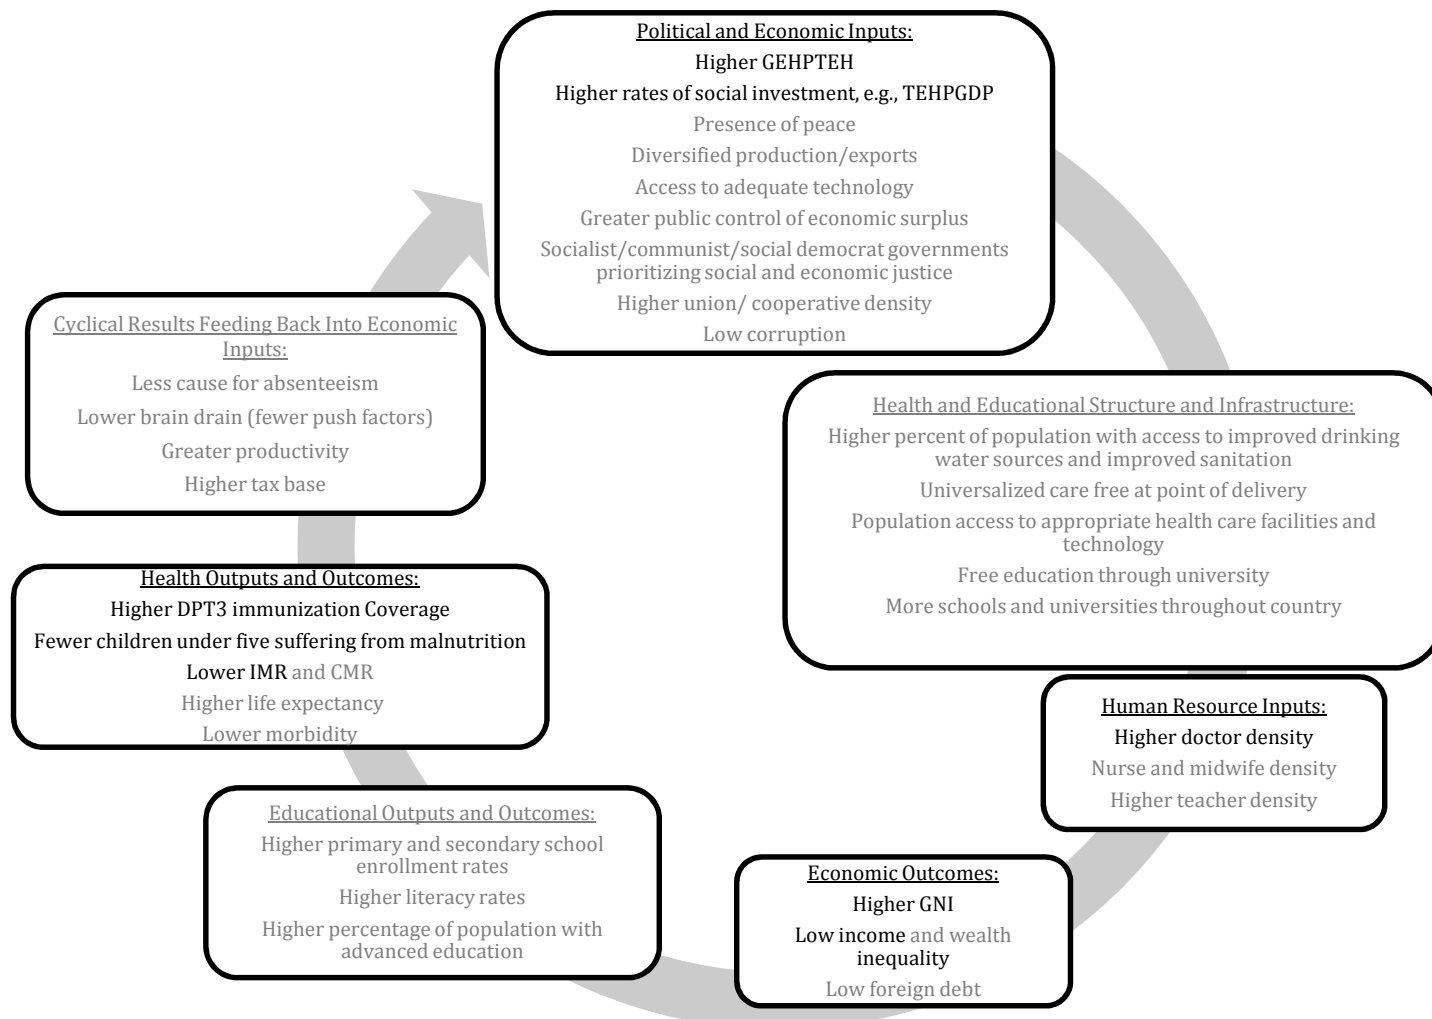 Political and Economic Inputs:
Higher GEHPTEH
Higher rates of social investment, e.g., TEHPGDP
Presence of peace
Diversified production/exports
Access to adequate technology
Greater public control of economic surplus
Socialist/communist/social democrat governments
prioritizing social and economic justice
Higher union/ cooperative density
Low corruption
Health and Educational Structure and Infrastructure:
Higher percent of population with access to improved drinking
water sources and improved sanitation
Universalized care free at point of delivery
Population access to appropriate health care facilities and
technology
Free education through university
More schools and universities throughout country
Human Resource Inputs:
Higher doctor density
Nurse and midwife density
Higher teacher density
Economic Outcomes:
Higher GNI
Low income and wealth
inequality
Low foreign debt
Educational Outputs and Outcomes:
Higher primary and secondary school
enrollment rates
Higher literacy rates
Higher percentage of population with
advanced education
Health Outputs and Outcomes:
Higher DPT3 immunization Coverage
Fewer children under five suffering from malnutrition
Lower IMR and CMR
Higher life expectancy
Lower morbidity
Cyclical Results Feeding Back Into Economic
Inputs:
Less cause for absenteeism
Lower brain drain (fewer push factors)
Greater productivity
Higher tax base